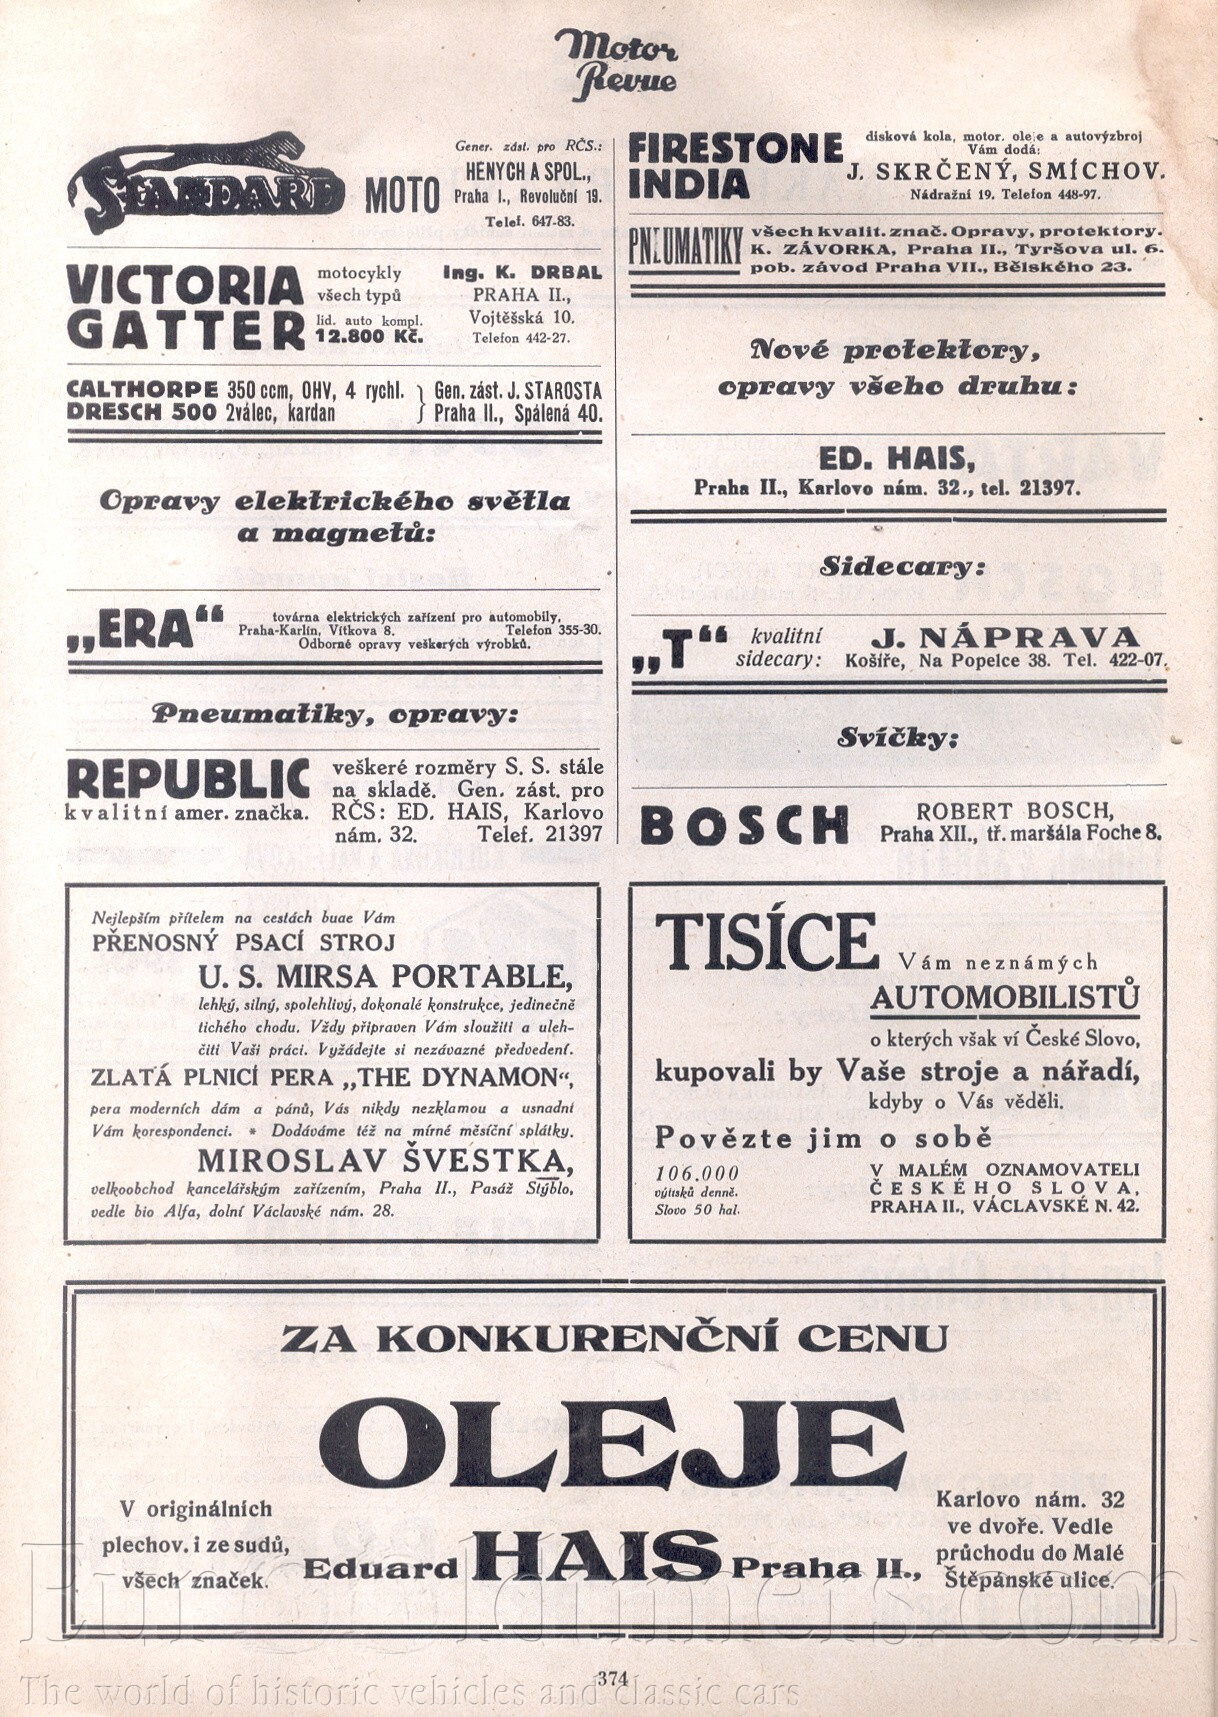 Motor
Revue
STANDARD MOTO
Gener. zást. pro RČS.:
HENYCH A SPOL.,
Praha I., Revoluční 19.
Telef. 647-83.
VICTORIA
GATTER
motocykly
všech typů
lid. auto kompl.
12.800 Kč.
Ing. K. DRBAL
PRAHA II.,
Vojtěšská 10.
Telefon 442-27.
CALTHORPE 350 ccm, OHV, 4 rychl.
DRESCH 500 2válec, kardan
Gen. zást. J. STAROSTA
Praha II., Spálená 40.
Opravy elektrického světla
a magnetů:
„ERA“
továrna elektrických zařízení pro automobily,
Praha-Karlín, Vítkova 8. Telefon 355-30.
Odborné opravy veškerých výrobků.
Pneumatiky, opravy:
REPUBLIC
kvalitní amer. značka.
veškeré rozměry S. S. stále
na skladě. Gen. zást. pro
RČS: ED. HAIS, Karlovo
nám. 32. Telef. 21397
FIRESTONE
INDIA
disková kola, motor. oleje a autovýzbroj
Vám dodá:
J. SKRČENÝ, SMÍCHOV.
Nádražní 19. Telefon 448-97.
PNEUMATIKY
všech kvalit. znač. Opravy, protektory.
K. ZÁVORKA, Praha II., Tyršova ul. 6.
pob. závod Praha VII., Bělského 23.
Nové protektory,
opravy všeho druhu:
ED. HAIS,
Praha II., Karlovo nám. 32., tel. 21397.
Sidecary:
„T“
kvalitní
sidecary:
J. NÁPRAVA
Košíře, Na Popelce 38. Tel. 422-07.
Svíčky:
BOSCH
ROBERT BOSCH,
Praha XII., tř. maršála Foche 8.
Nejlepším přítelem na cestách buae Vám
PŘENOSNÝ PSACÍ STROJ
U. S. MIRSA PORTABLE,
lehký, silný, spolehlivý, dokonalé konstrukce, jedinečně
tichého chodu. Vždy připraven Vám sloužiti a uleh-
čiti Vaši práci. Vyžádejte si nezávazné předvedení.
ZLATÁ PLNICÍ PERA „THE DYNAMON“,
pera moderních dám a pánů, Vás nikdy nezklamou a usnadní
Vám korespondenci. * Dodáváme též na mírné měsíční splátky.
MIROSLAV ŠVESTKA,
velkoobchod kancelářským zařízením, Praha II., Pasáž Stýblo,
vedle bio Alfa, dolní Václavské nám. 28.
TISÍCE
Vám neznámých
AUTOMOBILISTŮ
o kterých však ví České Slovo,
kupovali by Vaše stroje a nářadí,
kdyby o Vás věděli.
Povězte jim o sobě
106.000
výtisků denně.
Slovo 50 hal.
V MALÉM OZNAMOVATELI
ČESKÉHO SLOVA,
PRAHA II., VÁCLAVSKÉ N. 42.
ZA KONKURENČNÍ CENU
OLEJE
V originálních
plechov. i ze sudů,
všech značek.
Eduard HAIS Praha II.,
Karlovo nám. 32
ve dvoře. Vedle
průchodu do Malé
Štěpánské ulice.
EuroOldtimers.com
374
The world of historic vehicles and classic cars